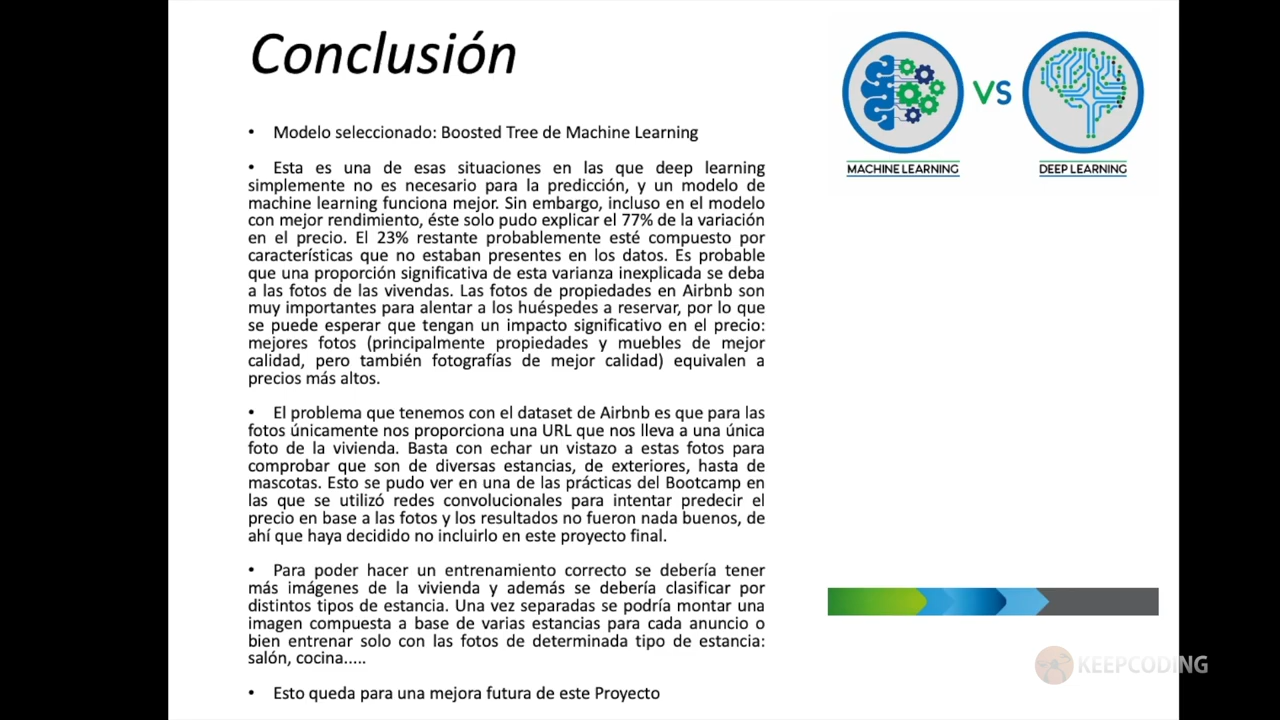 Conclusión
VS
MACHINE LEARNING
DEEP LEARNING
• Modelo seleccionado: Boosted Tree de Machine Learning
• Esta es una de esas situaciones en las que deep learning
simplemente no es necesario para la predicción, y un modelo de
machine learning funciona mejor. Sin embargo, incluso en el modelo
con mejor rendimiento, éste solo pudo explicar el 77% de la variación
en el precio. El 23% restante probablemente esté compuesto por
características que no estaban presentes en los datos. Es probable
que una proporción significativa de esta varianza inexplicada se deba
a las fotos de las vivendas. Las fotos de propiedades en Airbnb son
muy importantes para alentar a los huéspedes a reservar, por lo que
se puede esperar que tengan un impacto significativo en el precio:
mejores fotos (principalmente propiedades y muebles de mejor
calidad, pero también fotografías de mejor calidad) equivalen a
precios más altos.
• El problema que tenemos con el dataset de Airbnb es que para las
fotos únicamente nos proporciona una URL que nos lleva a una única
foto de la vivienda. Basta con echar un vistazo a estas fotos para
comprobar que son de diversas estancias, de exteriores, hasta de
mascotas. Esto se pudo ver en una de las prácticas del Bootcamp en
las que se utilizó redes convolucionales para intentar predecir el
precio en base a las fotos y los resultados no fueron nada buenos, de
ahí que haya decidido no incluirlo en este proyecto final.
• Para poder hacer un entrenamiento correcto se debería tener
más imágenes de la vivienda y además se debería clasificar por
distintos tipos de estancia. Una vez separadas se podría montar una
imagen compuesta a base de varias estancias para cada anuncio o
bien entrenar solo con las fotos de determinada tipo de estancia:
salón, cocina.....
• Esto queda para una mejora futura de este Proyecto
KEEPCODING